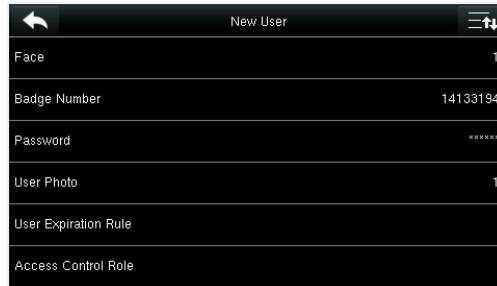 New User
Face 1
Badge Number 14133194
Password ******
User Photo 1
User Expiration Rule
Access Control Role